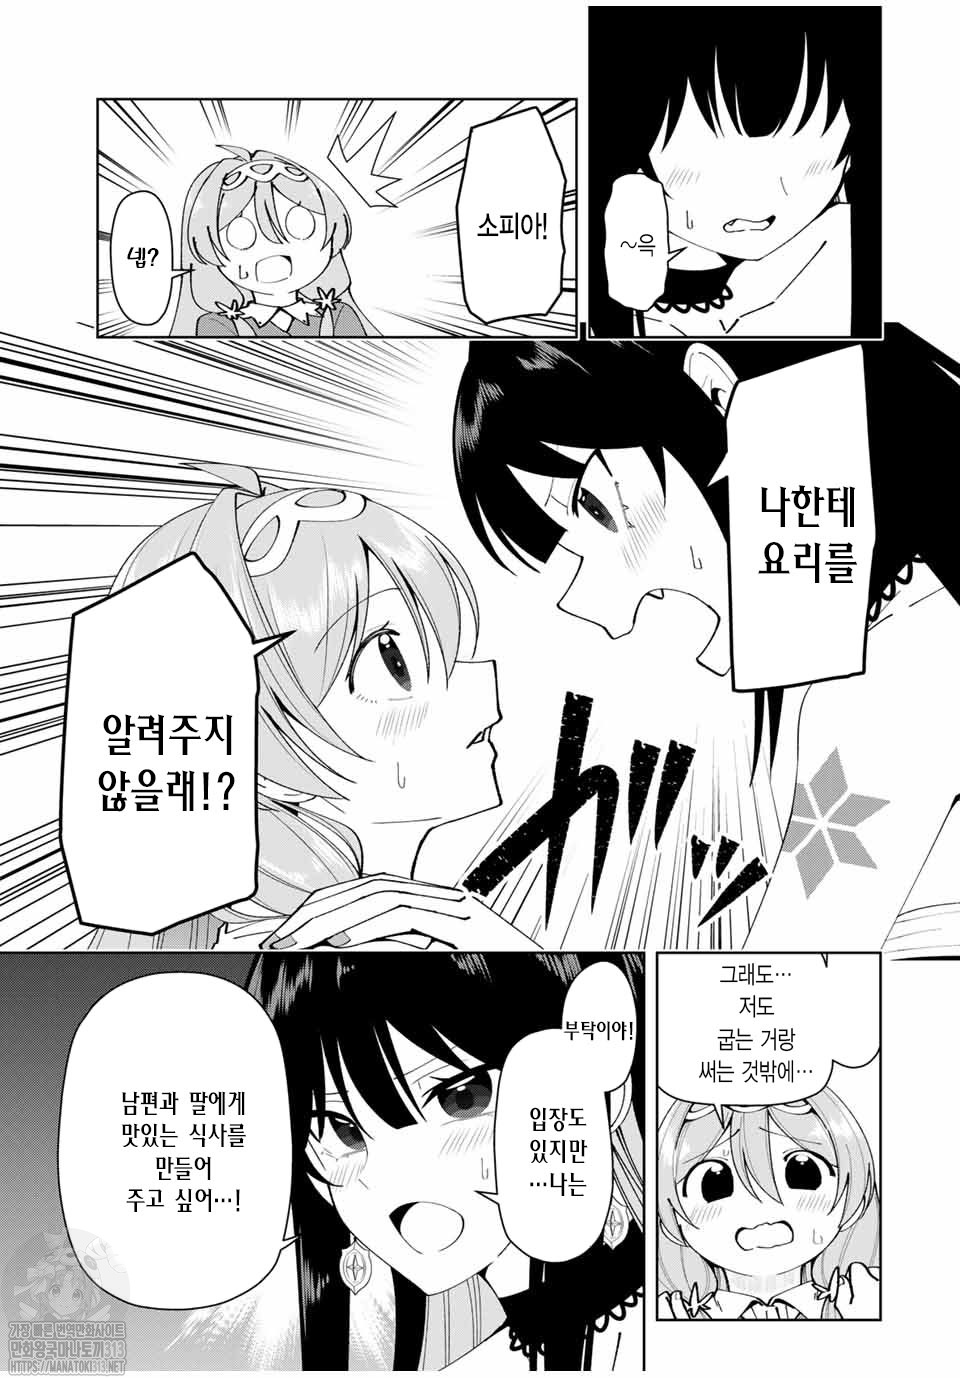 ~윽
소피아!
넵?
나한테
요리를
알려주지
않을래!?
ズガッ
그래도…
저도
굽는 거랑
써는 것밖에…
부탁이야!
입장도
있지만
…나는
남편과 딸에게
맛있는 식사를
만들어
주고 싶어…!
가장 빠른 번역만화사이트
만화왕국마나토끼313
HTTPS://MANATOKI313.NET